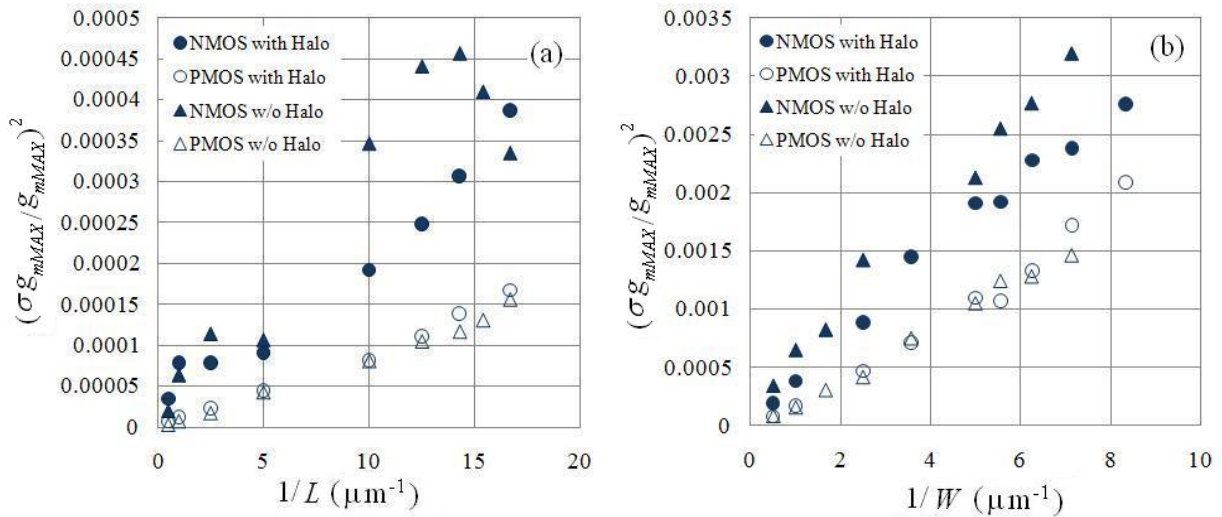 0.0005
0.00045
0.0004
0.00035
0.0003
0.00025
0.0002
0.00015
0.0001
0.00005
0
(σg_mMAX/g_mMAX)²
NMOS with Halo
PMOS with Halo
NMOS w/o Halo
PMOS w/o Halo
(a)
0 5 10 15 20
1/L (μm⁻¹)
0.0035
0.003
0.0025
0.002
0.0015
0.001
0.0005
0
(σg_mMAX/g_mMAX)²
NMOS with Halo
PMOS with Halo
NMOS w/o Halo
PMOS w/o Halo
(b)
0 2 4 6 8 10
1/W (μm⁻¹)